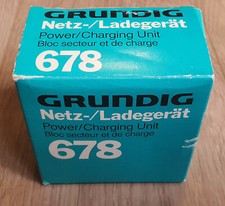 GRUNDIG
Netz-/Ladegerät
Power/Charging Unit
Bloc secteur et de charge
678
GRUNDIG
Netz-/Ladegerät
Power/Charging Unit
Bloc secteur et de charge
678